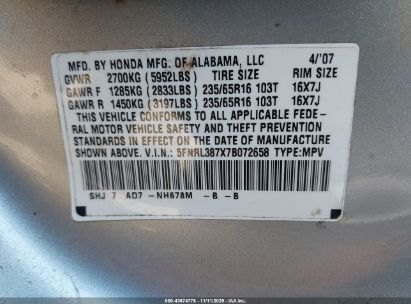 MFD. BY HONDA MFG. OF ALABAMA, LLC 4/'07
GVWR 2700KG (5952LBS) TIRE SIZE RIM SIZE
GAWR F 1285KG (2833LBS) 235/65R16 103T 16X7J
GAWR R 1450KG (3197LBS) 235/65R16 103T 16X7J
THIS VEHICLE CONFORMS TO ALL APPLICABLE FEDE-
RAL MOTOR VEHICLE SAFETY AND THEFT PREVENTION
STANDARDS IN EFFECT ON THE DATE OF MANUFACTURE
SHOWN ABOVE. V.I.N.: 5FNRL387X7B072658 TYPE:MPV
SHJ 7 AD7 -NH678M -B -B